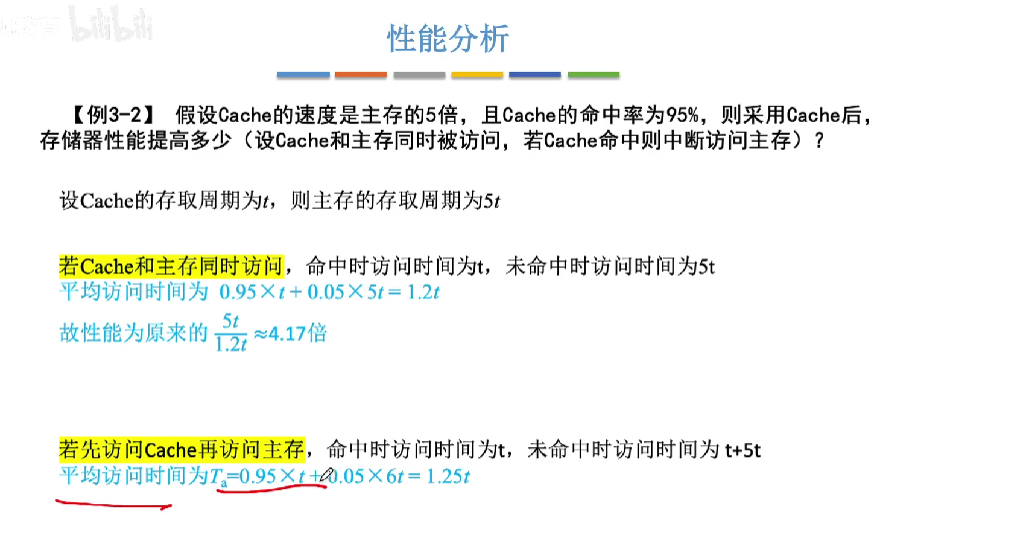 bilibili
性能分析
【例3-2】 假设Cache的速度是主存的5倍，且Cache的命中率为95%，则采用Cache后，
存储器性能提高多少（设Cache和主存同时被访问，若Cache命中则中断访问主存）？
设Cache的存取周期为t，则主存的存取周期为5t
若Cache和主存同时访问，命中时访问时间为t，未命中时访问时间为5t
平均访问时间为 0.95×t + 0.05×5t = 1.2t
故性能为原来的 5t/1.2t ≈4.17倍
若先访问Cache再访问主存，命中时访问时间为t，未命中时访问时间为 t+5t
平均访问时间为Ta=0.95×t + 0.05×6t = 1.25t